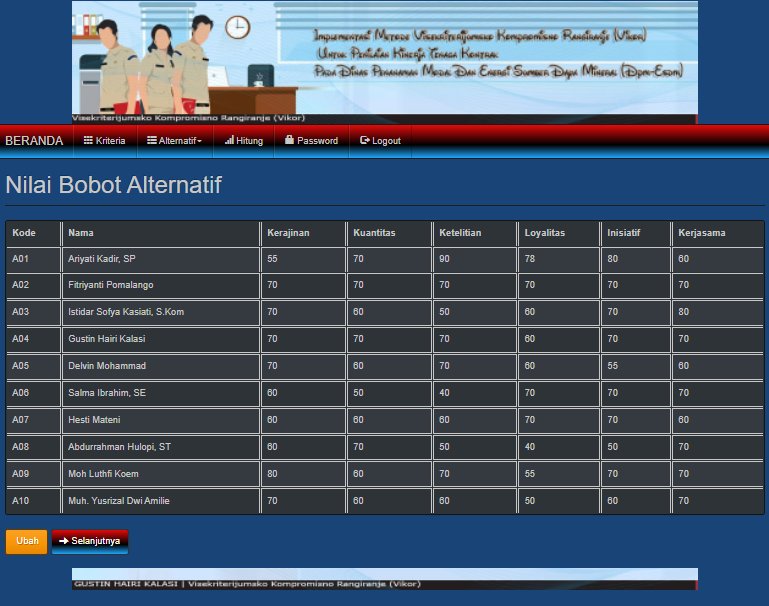 Implementasi Metode Visekriterijumsko Kompromisno Rangiranje (Vikor)
Untuk Penilaian Kinerja Tenaga Kontrak
Pada Dinas Penanaman Modal Dan Energi Sumber Daya Mineral (Dpm-Esdm)
Visekriterijumsko Kompromisno Rangiranje (Vikor)
BERANDA Kriteria Alternatif Hitung Password Logout
Nilai Bobot Alternatif
Kode Nama Kerajinan Kuantitas Ketelitian Loyalitas Inisiatif Kerjasama
A01 Ariyati Kadir, SP 55 70 90 78 80 60
A02 Fitriyanti Pomalango 70 70 70 70 70 70
A03 Istidar Sofya Kasiati, S.Kom 70 60 50 60 70 80
A04 Gustin Hairi Kalasi 70 70 70 60 70 70
A05 Delvin Mohammad 70 60 70 60 55 60
A06 Salma Ibrahim, SE 60 50 40 70 70 70
A07 Hesti Mateni 60 60 60 70 70 60
A08 Abdurrahman Hulopi, ST 60 70 50 40 50 70
A09 Moh Luthfi Koem 80 60 70 55 70 70
A10 Muh. Yusrizal Dwi Amilie 70 60 60 50 60 70
Ubah Selanjutnya
GUSTIN HAIRI KALASI | Visekriterijumsko Kompromisno Rangiranje (Vikor)